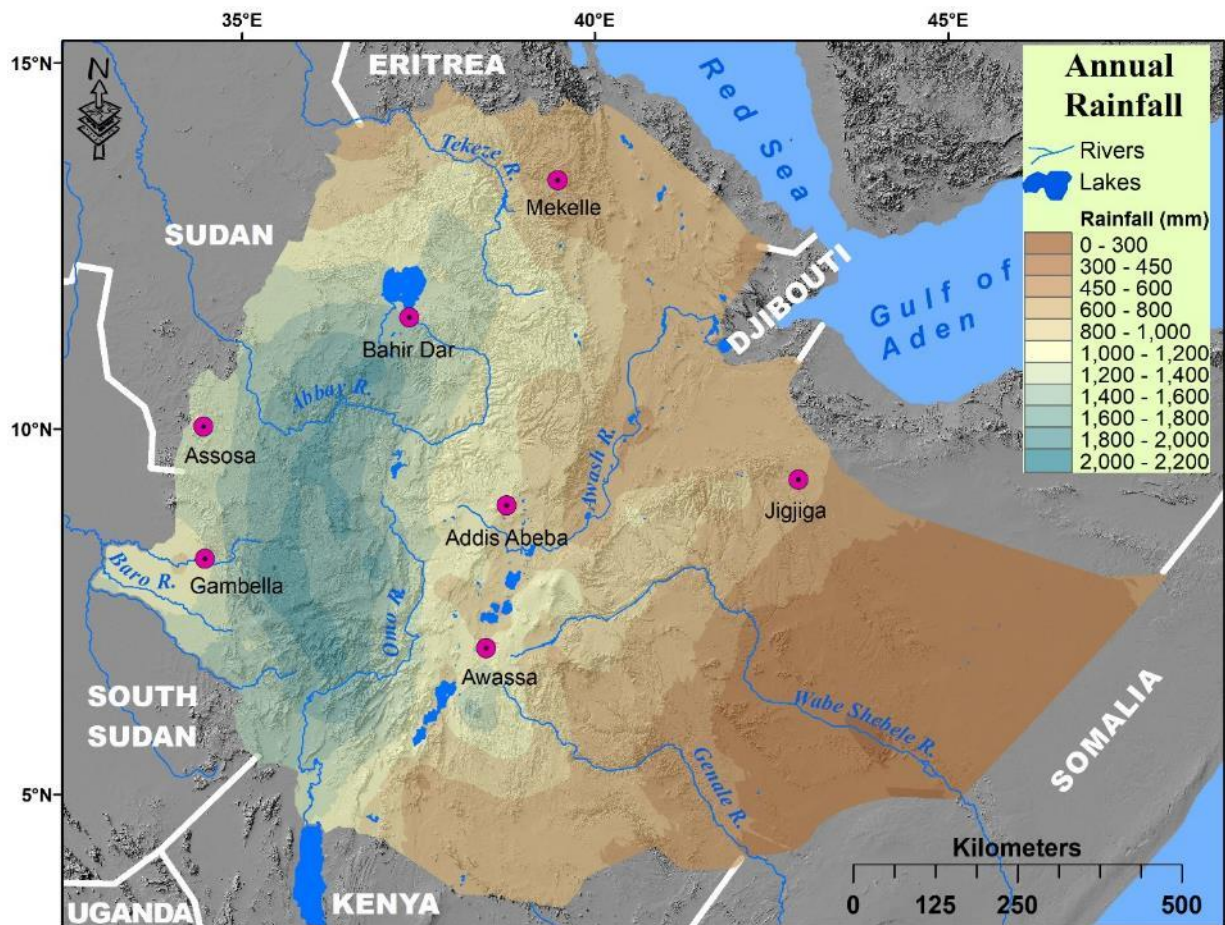 35°E
40°E
45°E
15°N
10°N
5°N
N
ERITREA
Red Sea
SUDAN
Tekeze R.
Mekelle
DJIBOUTI
Gulf of
Aden
Bahir Dar
Abbay R.
Assosa
Awash R.
Jigjiga
Addis Abeba
Baro R.
Gambella
Omo R.
Awassa
SOUTH
SUDAN
Wabe Shebele R.
Genale R.
SOMALIA
KENYA
UGANDA
Annual
Rainfall
Rivers
Lakes
Rainfall (mm)
0 - 300
300 - 450
450 - 600
600 - 800
800 - 1,000
1,000 - 1,200
1,200 - 1,400
1,400 - 1,600
1,600 - 1,800
1,800 - 2,000
2,000 - 2,200
Kilometers
0 125 250 500